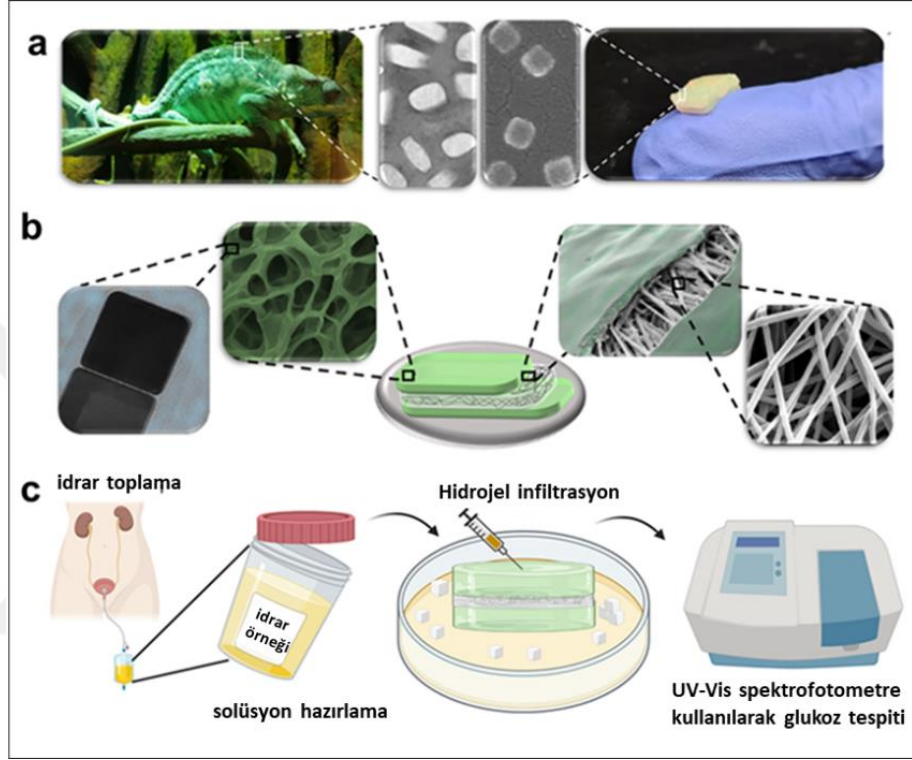 a
b
c
idrar toplama
idrar
örneği
solüsyon hazırlama
Hidrojel infiltrasyon
UV-Vis spektrofotometre
kullanılarak glukoz tespiti